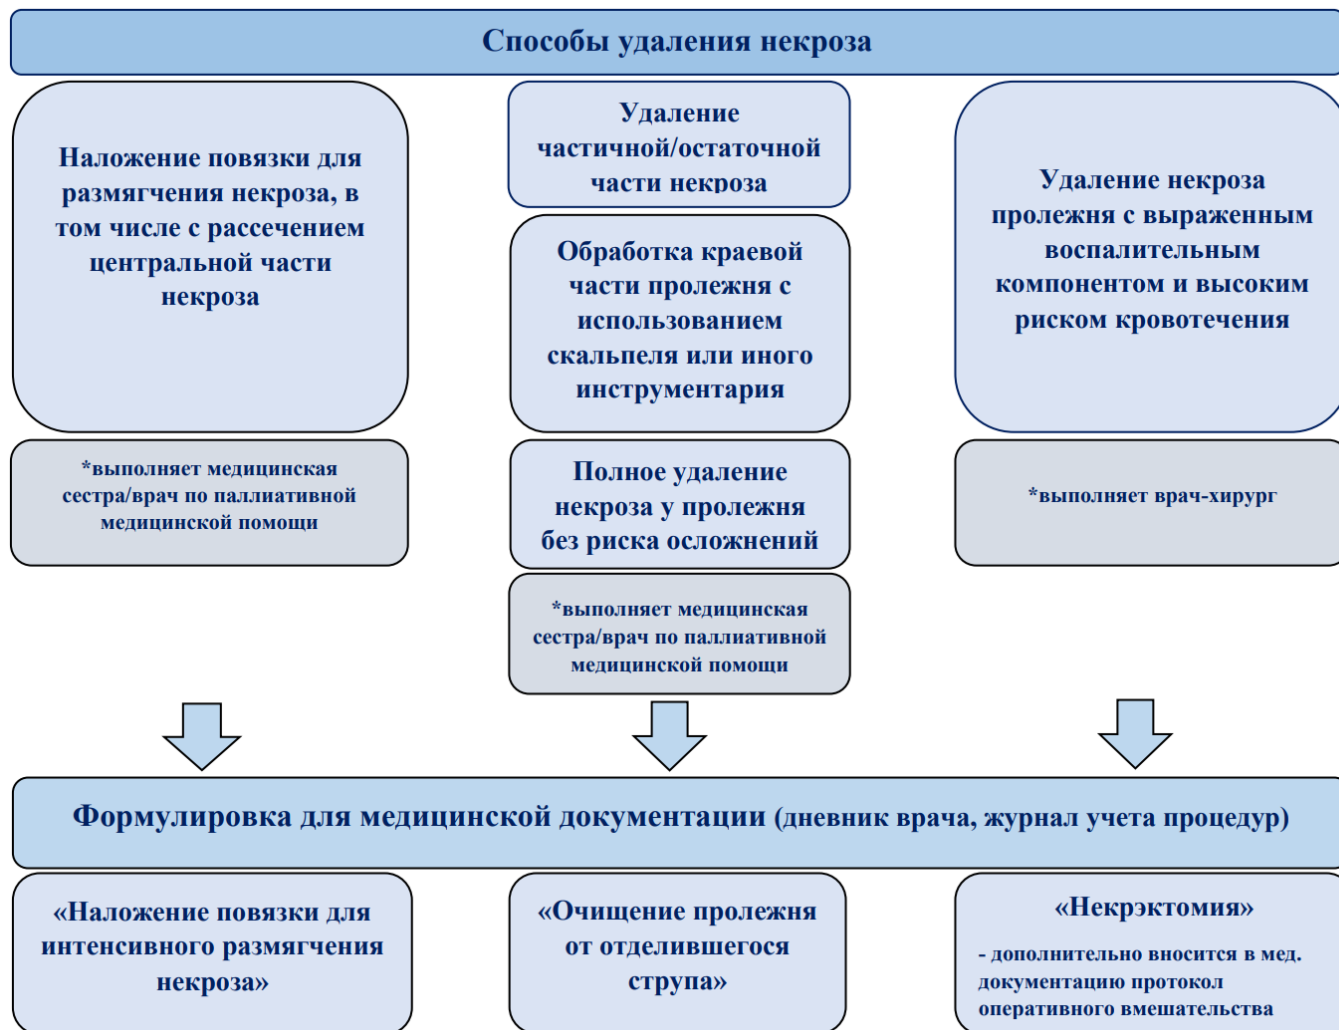 Способы удаления некроза
Наложение повязки для
размягчения некроза, в
том числе с рассечением
центральной части
некроза
*выполняет медицинская
сестра/врач по паллиативной
медицинской помощи
Удаление
частичной/остаточной
части некроза
Обработка краевой
части пролежня с
использованием
скальпеля или иного
инструментария
Полное удаление
некроза у пролежня
без риска осложнений
*выполняет медицинская
сестра/врач по паллиативной
медицинской помощи
Удаление некроза
пролежня с выраженным
воспалительным
компонентом и высоким
риском кровотечения
*выполняет врач-хирург
Формулировка для медицинской документации (дневник врача, журнал учета процедур)
«Наложение повязки для
интенсивного размягчения
некроза»
«Очищение пролежня
от отделившегося
струпа»
«Некрэктомия»
- дополнительно вносится в мед.
документацию протокол
оперативного вмешательства